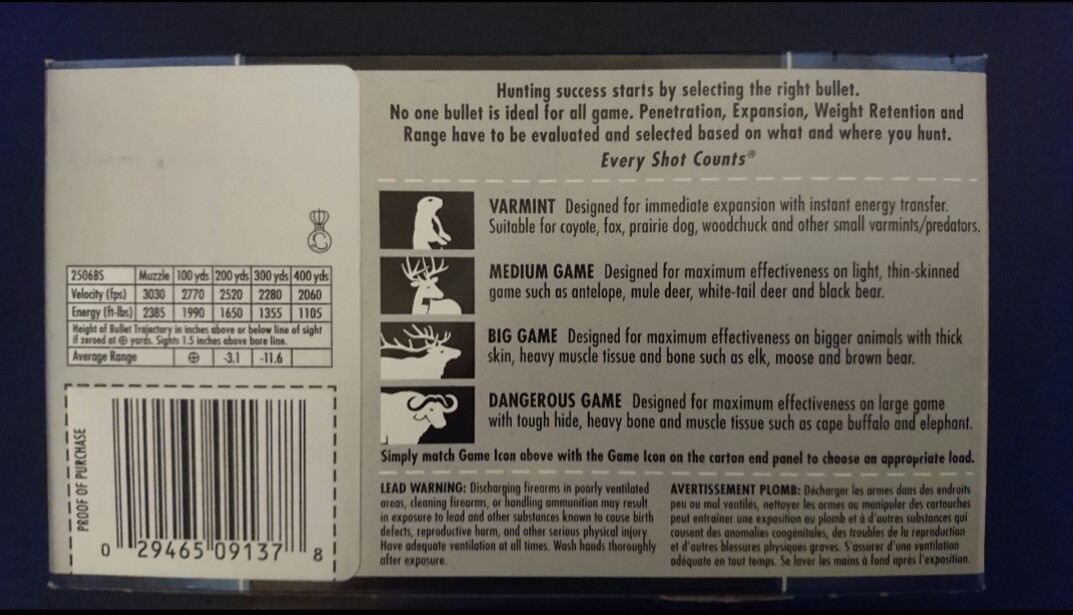 Hunting success starts by selecting the right bullet.
No one bullet is ideal for all game. Penetration, Expansion, Weight Retention and
Range have to be evaluated and selected based on what and where you hunt.
Every Shot Counts®
VARMINT Designed for immediate expansion with instant energy transfer.
Suitable for coyote, fox, prairie dog, woodchuck and other small varmints/predators.
MEDIUM GAME Designed for maximum effectiveness on light, thin-skinned
game such as antelope, mule deer, white-tail deer and black bear.
BIG GAME Designed for maximum effectiveness on bigger animals with thick
skin, heavy muscle tissue and bone such as elk, moose and brown bear.
DANGEROUS GAME Designed for maximum effectiveness on large game
with tough hide, heavy bone and muscle tissue such as cape buffalo and elephant.
Simply match Game Icon above with the Game Icon on the carton end panel to choose an appropriate load.
LEAD WARNING: Discharging firearms in poorly ventilated
areas, cleaning firearms, or handling ammunition may result
in exposure to lead and other substances known to cause birth
defects, reproductive harm, and other serious physical injury.
Have adequate ventilation at all times. Wash hands thoroughly
after exposure.
AVERTISSEMENT PLOMB: Décharger les armes dans des endroits
peu ou mal ventilés, nettoyer les armes ou manipuler des cartouches
peut entraîner une exposition au plomb et à d'autres substances qui
causent des anomalies congénitales, des troubles de la reproduction
et d'autres blessures physiques graves. S'assurer d'une ventilation
adéquate en tout temps. Se laver les mains à fond après l'exposition.
C
2506BS Muzzle 100 yds 200 yds 300 yds 400 yds
Velocity (fps) 3030 2770 2520 2280 2060
Energy (ft-lbs) 2385 1990 1650 1355 1105
Height of Bullet Trajectory in inches above or below line of sight
if zeroed at ⊕ yards. Sights 1.5 inches above bore line.
Average Range ⊕ -3.1 -11.6
PROOF OF PURCHASE
0 29465 09137 8